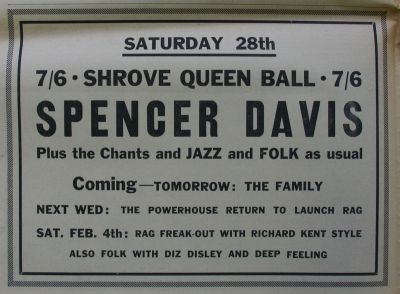 SATURDAY 28th
7/6 · SHROVE QUEEN BALL · 7/6
SPENCER DAVIS
Plus the Chants and JAZZ and FOLK as usual
Coming—TOMORROW: THE FAMILY
NEXT WED: THE POWERHOUSE RETURN TO LAUNCH RAG
SAT. FEB. 4th: RAG FREAK-OUT WITH RICHARD KENT STYLE
ALSO FOLK WITH DIZ DISLEY AND DEEP FEELING